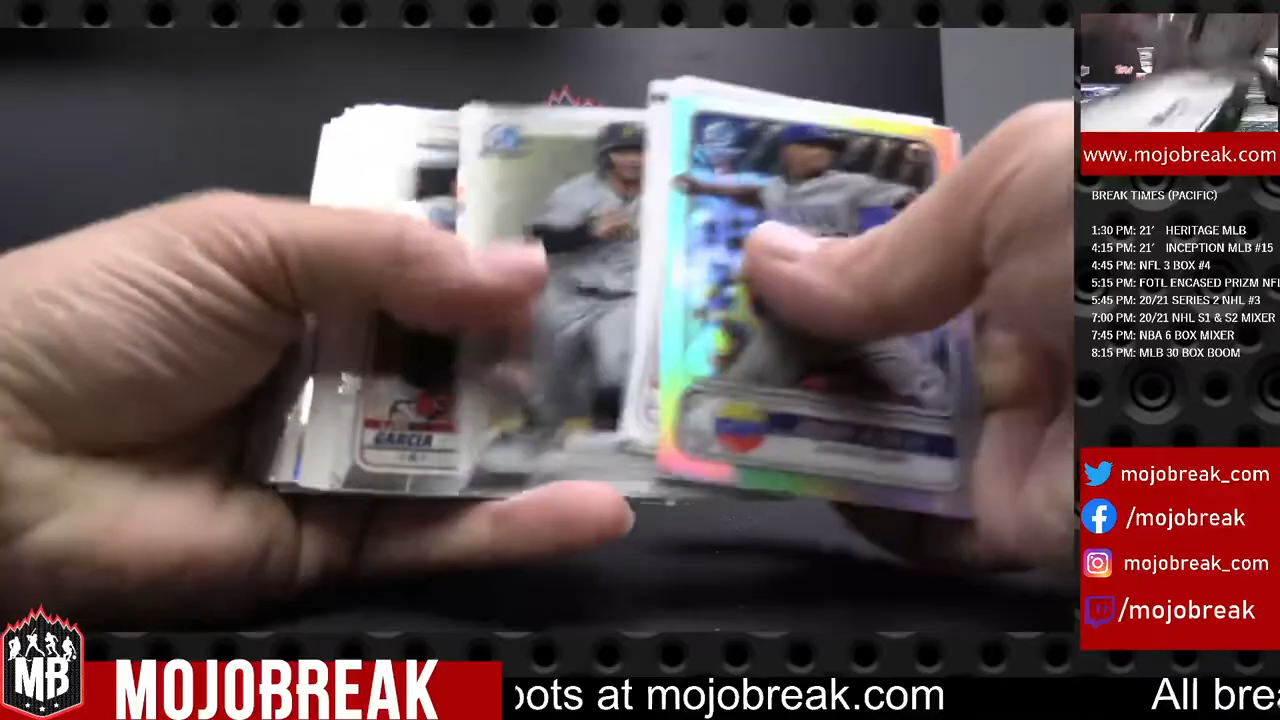 www.mojobreak.com
BREAK TIMES (PACIFIC)
1:30 PM: 21' HERITAGE MLB
4:15 PM: 21' INCEPTION MLB #15
4:45 PM: NFL 3 BOX #4
5:15 PM: FOTL ENCASED PRIZM NFL
5:45 PM: 20/21 SERIES 2 NHL #3
7:00 PM: 20/21 NHL S1 & S2 MIXER
7:45 PM: NBA 6 BOX MIXER
8:15 PM: MLB 30 BOX BOOM
GARCIA
mojobreak_com
/mojobreak
mojobreak_com
/mojobreak
MB
MOJOBREAK
oots at mojobreak.com All brea